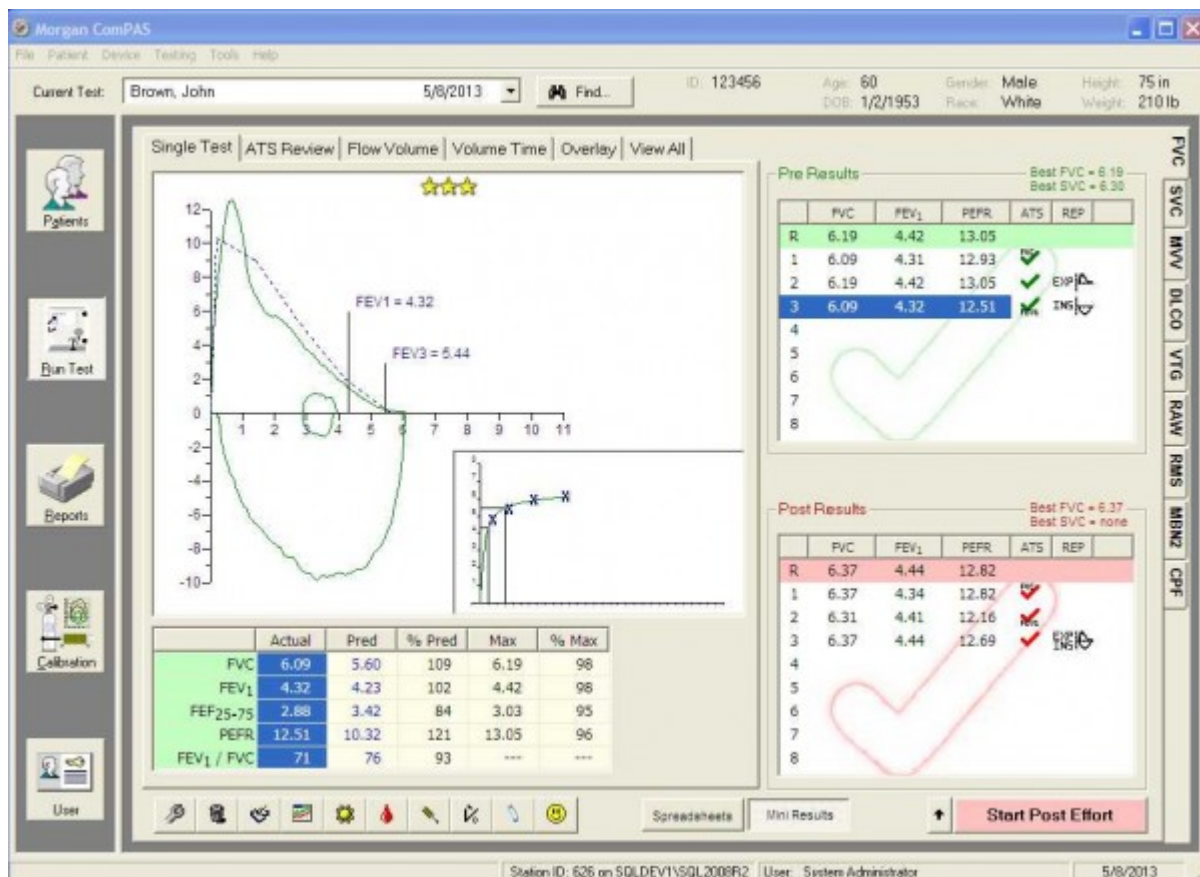 Morgan ComPAS
File Patient Device Testing Tools Help
Current Test: Brown, John 5/8/2013 Find... ID: 123456 Age: 60 Gender: Male Height: 75 in
DOB: 1/2/1953 Race: White Weight: 210 lb
Patients
Run Test
Reports
Calibration
User
Single Test ATS Review Flow Volume Volume Time Overlay View All
12
10
8
6
4
2
0
-2
-4
-6
-8
-10
1 2 3 4 5 6 7 8 9 10 11
FEV1 = 4.32
FEV3 = 5.44
X X X X
Actual Pred % Pred Max % Max
FVC 6.09 5.60 109 6.19 98
FEV1 4.32 4.23 102 4.42 98
FEF25-75 2.88 3.42 84 3.03 95
PEFR 12.51 10.32 121 13.05 96
FEV1 / FVC 71 76 93 --- ---
Pre Results Best FVC = 6.19
Best SVC = 6.30
FVC FEV1 PEFR ATS REP
R 6.19 4.42 13.05
1 6.09 4.31 12.93
2 6.19 4.42 13.05 EXP
3 6.09 4.32 12.51 INS
4
5
6
7
8
Post Results Best FVC = 6.37
Best SVC = none
FVC FEV1 PEFR ATS REP
R 6.37 4.44 12.82
1 6.37 4.34 12.82
2 6.31 4.41 12.16
3 6.37 4.44 12.69 EXP
INS
4
5
6
7
8
FVC
SVC
MVV
DLCO
VTG
RAW
RMS
MBN2
CPF
Spreadsheets Mini Results Start Post Effort
Station ID: 626 on SQLDEV1\SQL2008R2 User: System Administrator 5/8/2013